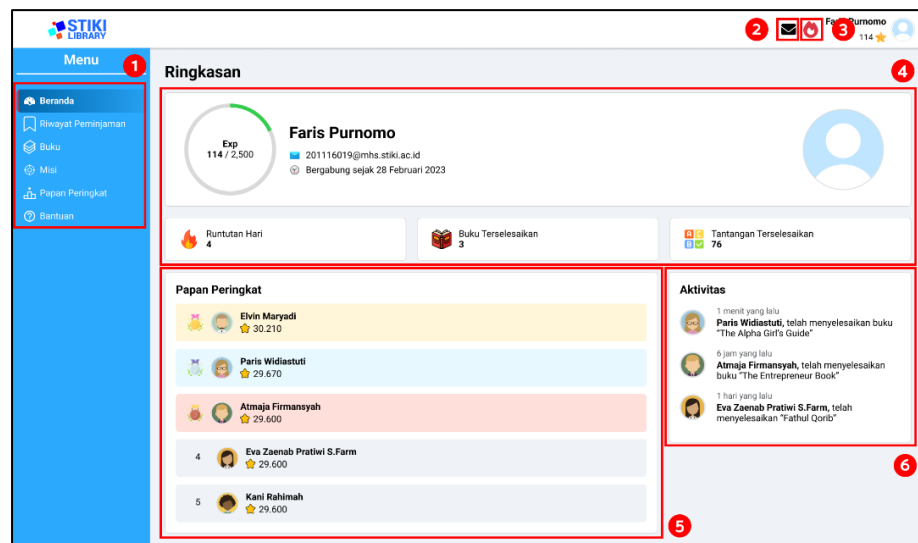 STIKI
LIBRARY
2
3
Purnomo
114
Menu
1
Beranda
Riwayat Peminjaman
Buku
Misi
Papan Peringkat
Bantuan
Ringkasan
4
Exp
114 / 2,500
Faris Purnomo
201116019@mhs.stiki.ac.id
Bergabung sejak 28 Februari 2023
Runtutan Hari
4
Buku Terselesaikan
3
Tantangan Terselesaikan
76
Papan Peringkat
Elvin Maryadi
30.210
Paris Widiastuti
29.670
Atmaja Firmansyah
29.600
4
Eva Zaenab Pratiwi S.Farm
29.600
5
Kani Rahimah
29.600
5
Aktivitas
1 menit yang lalu
Paris Widiastuti, telah menyelesaikan buku
"The Alpha Girl's Guide"
6 jam yang lalu
Atmaja Firmansyah, telah menyelesaikan
buku "The Entrepreneur Book"
1 hari yang lalu
Eva Zaenab Pratiwi S.Farm, telah
menyelesaikan "Fathul Qorib"
6